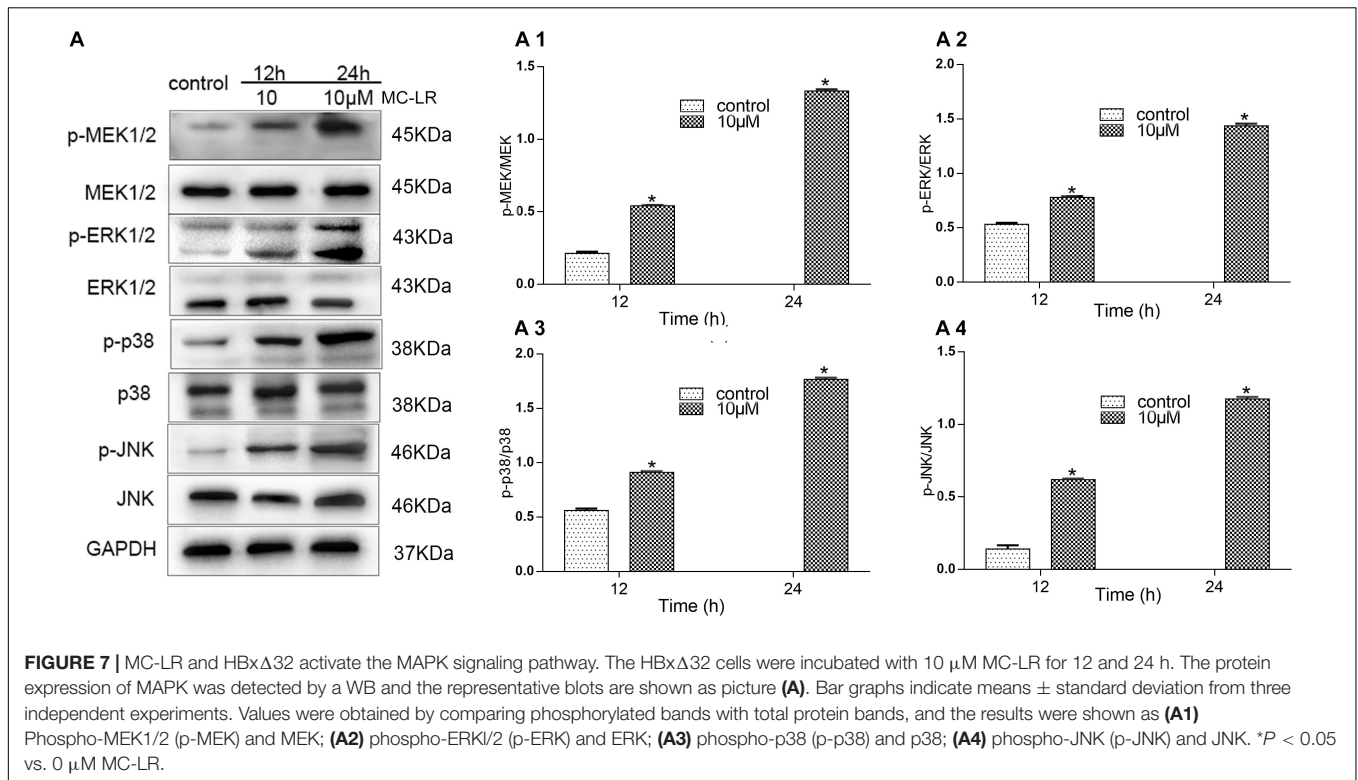 A
control
12h 24h
10 10μM MC-LR
p-MEK1/2 45KDa
MEK1/2 45KDa
p-ERK1/2 43KDa
ERK1/2 43KDa
p-p38 38KDa
p38 38KDa
p-JNK 46KDa
JNK 46KDa
GAPDH 37KDa
A 1
1.5
1.0
0.5
0.0
p-MEK/MEK
control
10μM
*
*
12 24
Time (h)
A 2
2.0
1.5
1.0
0.5
0.0
p-ERK/ERK
control
10μM
*
*
12 24
Time (h)
A 3
2.0
1.5
1.0
0.5
0.0
p-p38/p38
control
10μM
*
*
12 24
Time (h)
A 4
1.5
1.0
0.5
0.0
p-JNK/JNK
control
10μM
*
*
12 24
Time (h)
FIGURE 7 | MC-LR and HBxΔ32 activate the MAPK signaling pathway. The HBxΔ32 cells were incubated with 10 μM MC-LR for 12 and 24 h. The protein
expression of MAPK was detected by a WB and the representative blots are shown as picture (A). Bar graphs indicate means ± standard deviation from three
independent experiments. Values were obtained by comparing phosphorylated bands with total protein bands, and the results were shown as (A1)
Phospho-MEK1/2 (p-MEK) and MEK; (A2) phospho-ERKl/2 (p-ERK) and ERK; (A3) phospho-p38 (p-p38) and p38; (A4) phospho-JNK (p-JNK) and JNK. *P < 0.05
vs. 0 μM MC-LR.